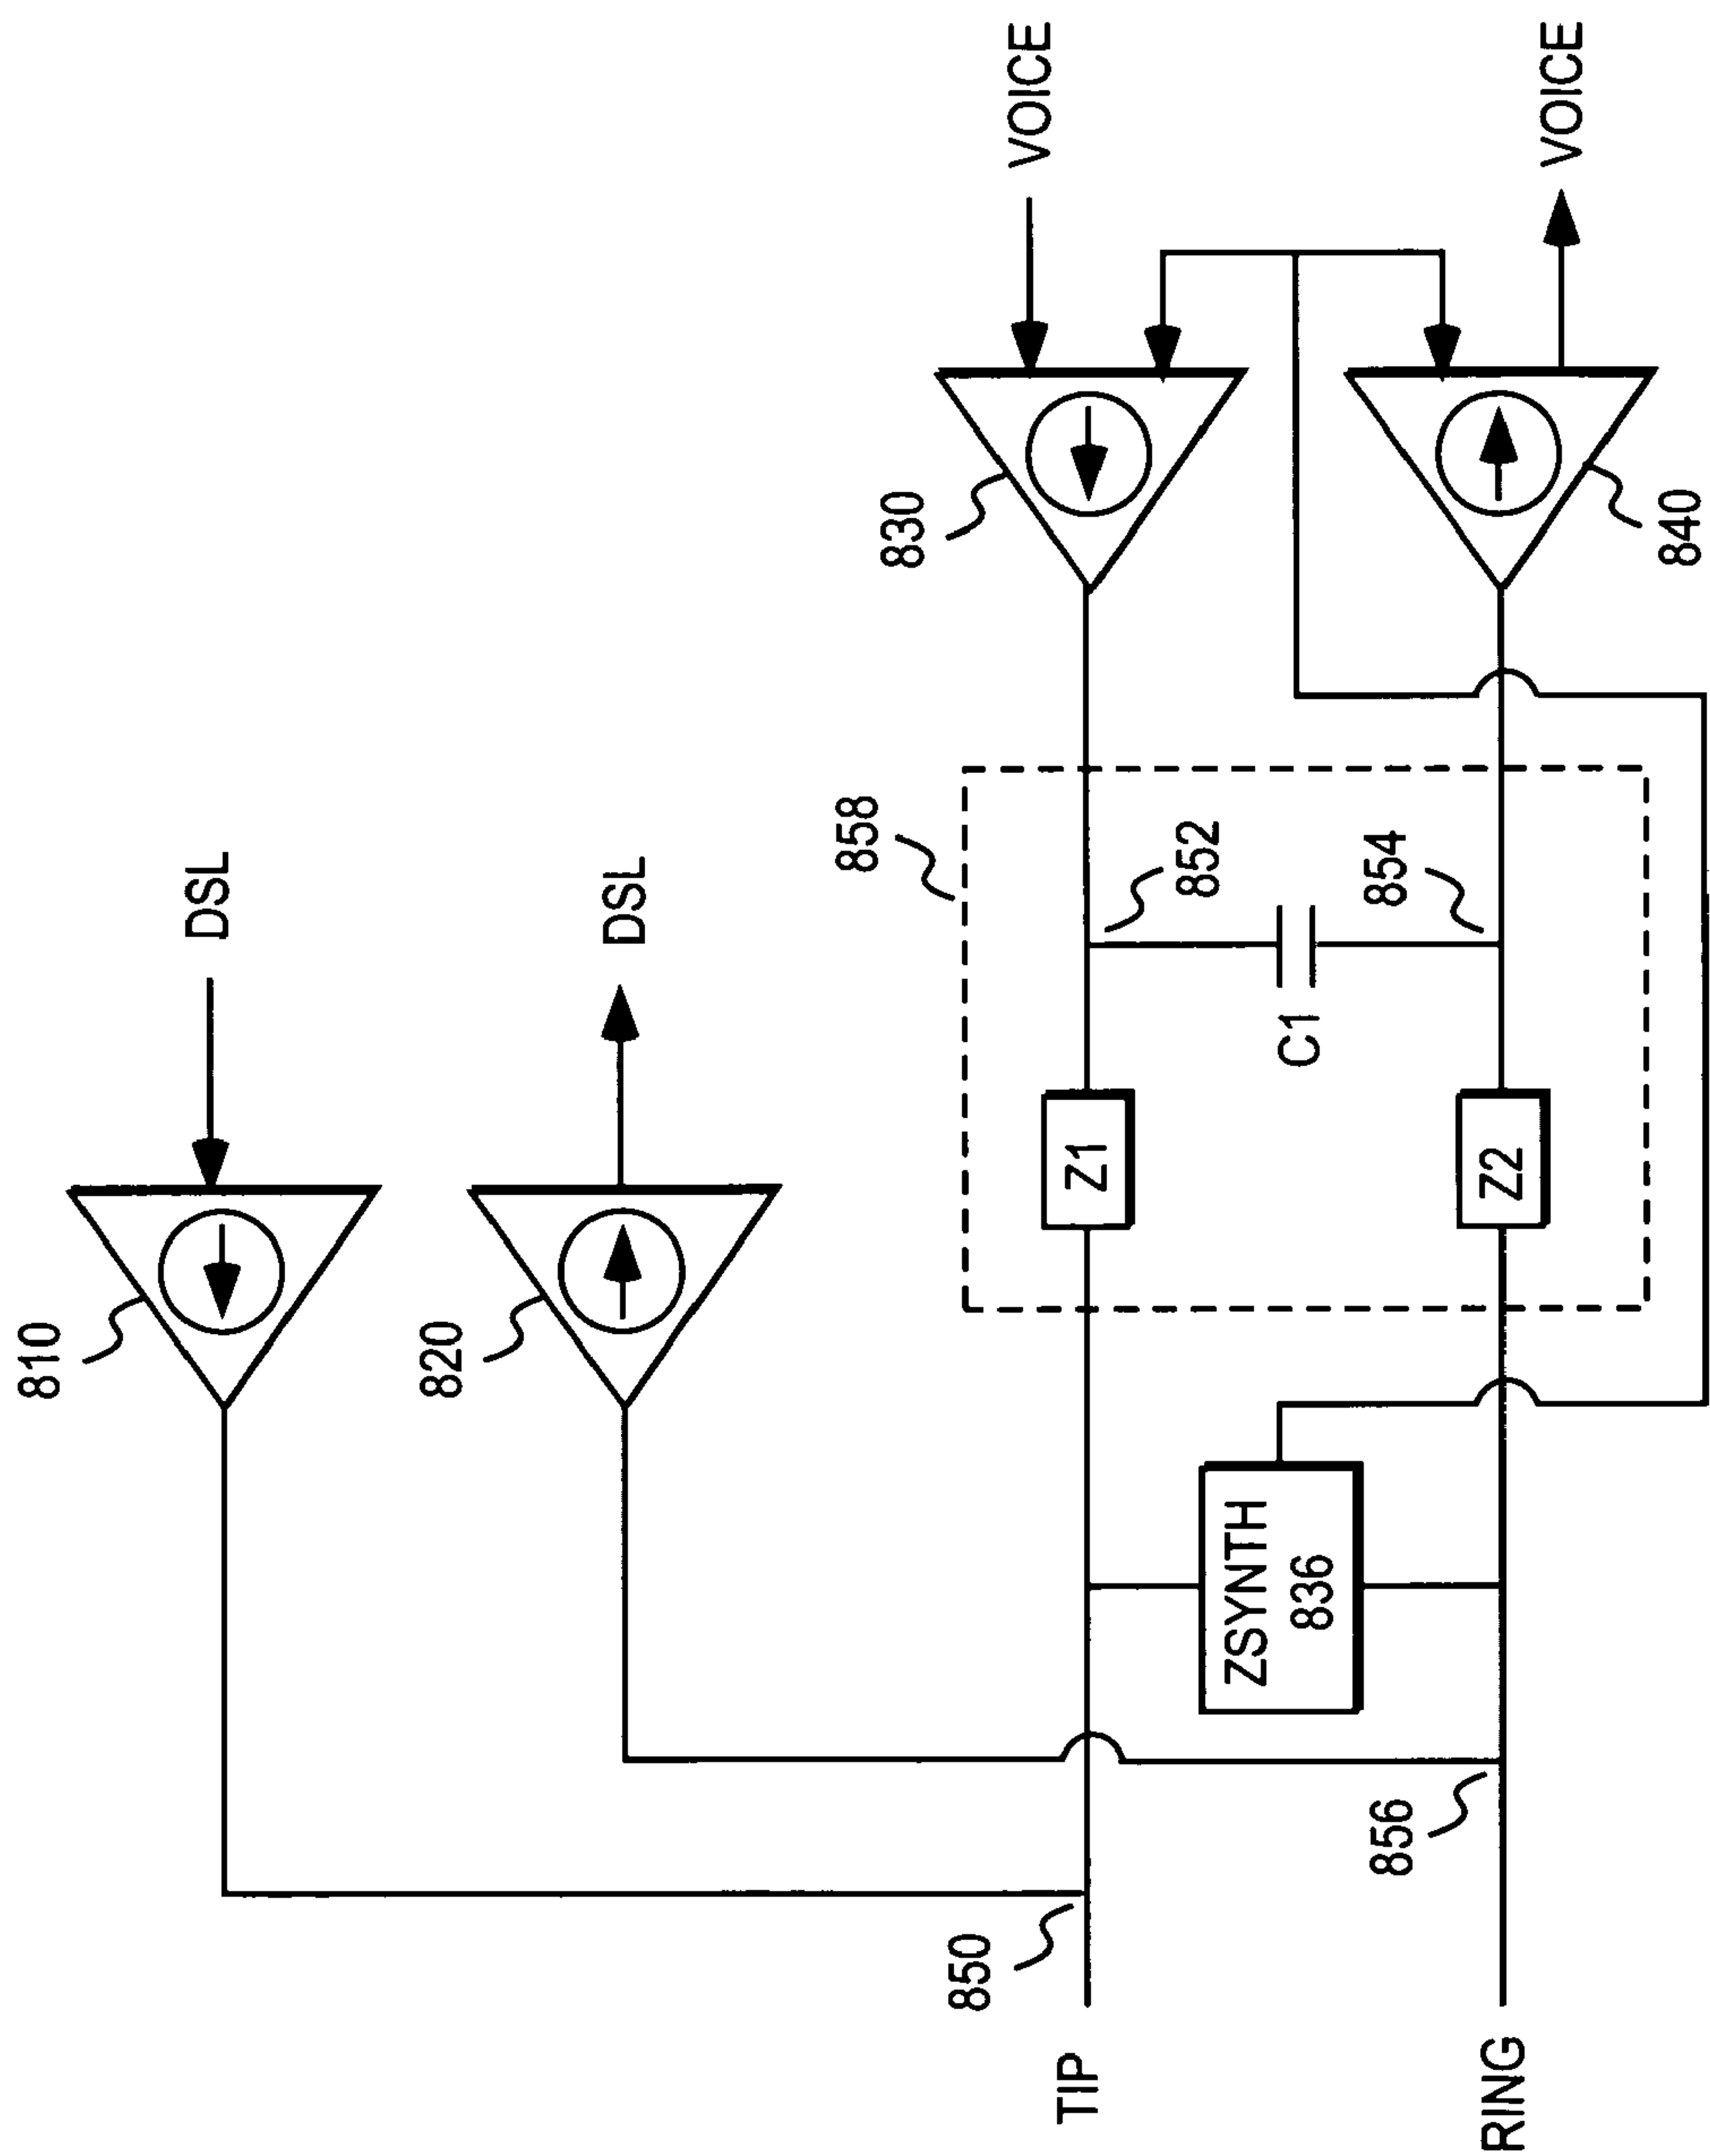 DSL
810
DSL
820
VOICE
830
858
852
C1
854
Z1
Z2
VOICE
840
ZSYNTH
836
850
856
TIP
RING